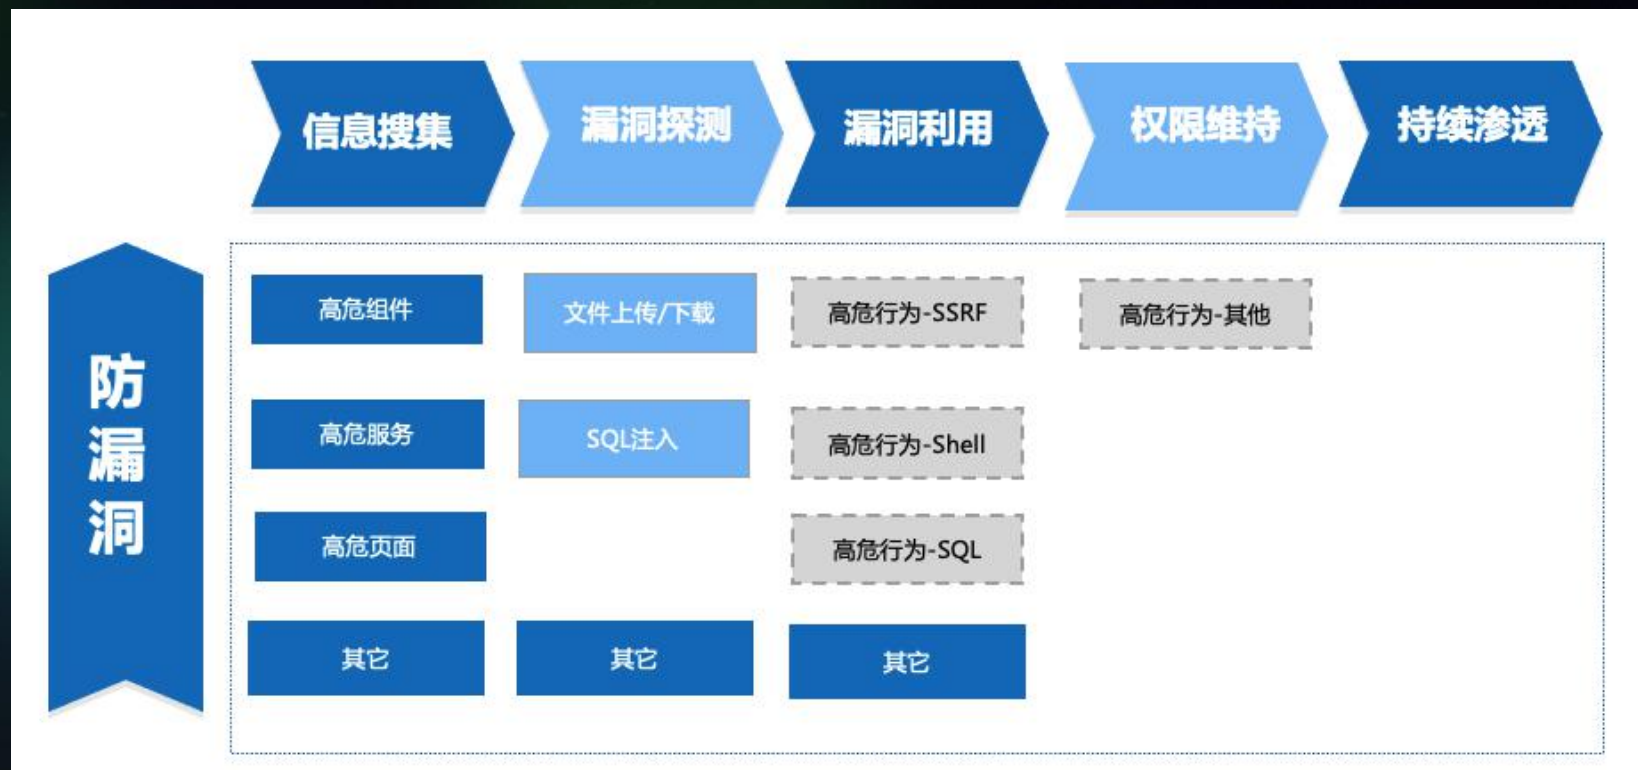 信息搜集
漏洞探测
漏洞利用
权限维持
持续渗透
防漏洞
高危组件
文件上传/下载
高危行为-SSRF
高危行为-其他
高危服务
SQL注入
高危行为-Shell
高危页面
高危行为-SQL
其它
其它
其它